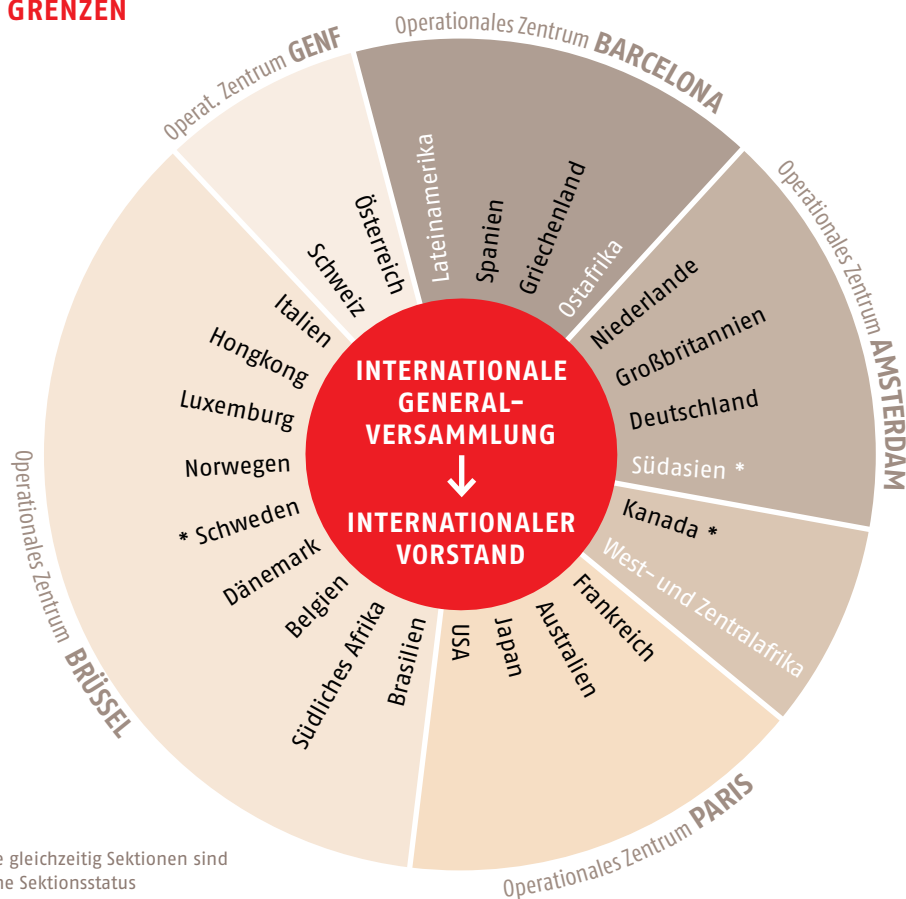 GRENZEN
Operat. Zentrum GENF
Österreich
Schweiz
Operationales Zentrum BARCELONA
Lateinamerika
Spanien
Griechenland
Ostafrika
Operationales Zentrum AMSTERDAM
Niederlande
Großbritannien
Deutschland
Südasien *
Kanada *
West- und Zentralafrika
Operationales Zentrum PARIS
Frankreich
Australien
Japan
USA
Operationales Zentrum BRÜSSEL
Italien
Hongkong
Luxemburg
Norwegen
* Schweden
Dänemark
Belgien
Südliches Afrika
Brasilien
INTERNATIONALE
GENERAL-
VERSAMMLUNG
INTERNATIONALER
VORSTAND
gleichzeitig Sektionen sind
Sektionsstatus